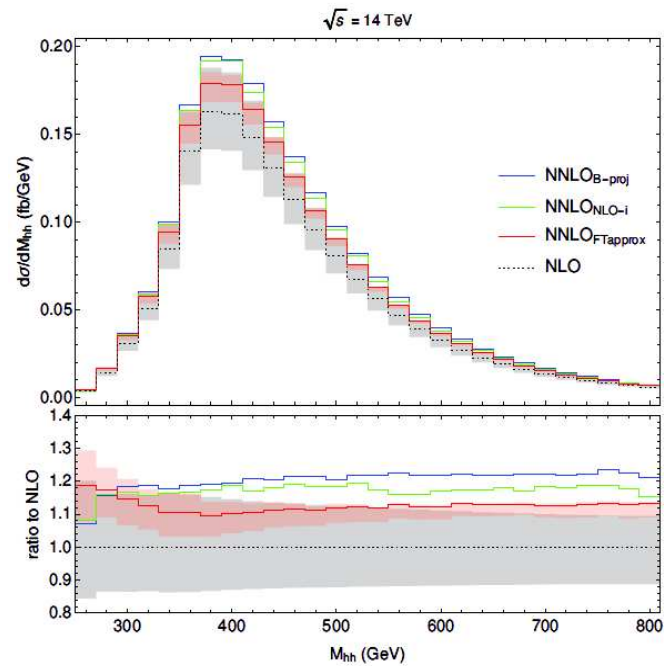 √s = 14 TeV
dσ/dMhh (fb/GeV)
0.20
0.15
0.10
0.05
0.00
NNLOB-proj
NNLONLO-i
NNLOFTapprox
NLO
ratio to NLO
1.4
1.3
1.2
1.1
1.0
0.9
0.8
300 400 500 600 700 800
Mhh (GeV)